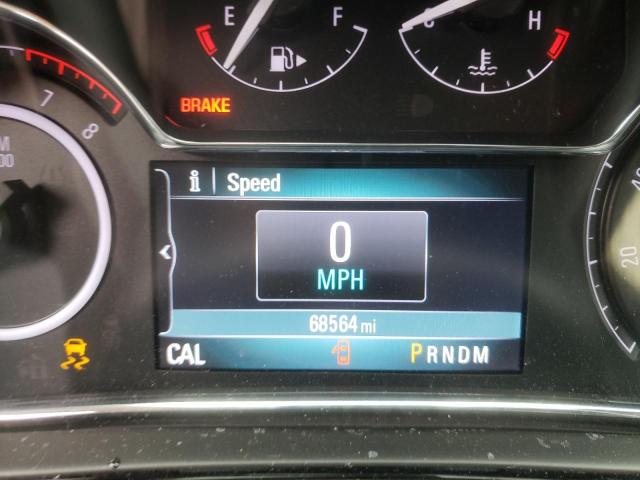 E F C H
BRAKE
7
8
i Speed
0
MPH
68564 mi
20
CAL PRNDM